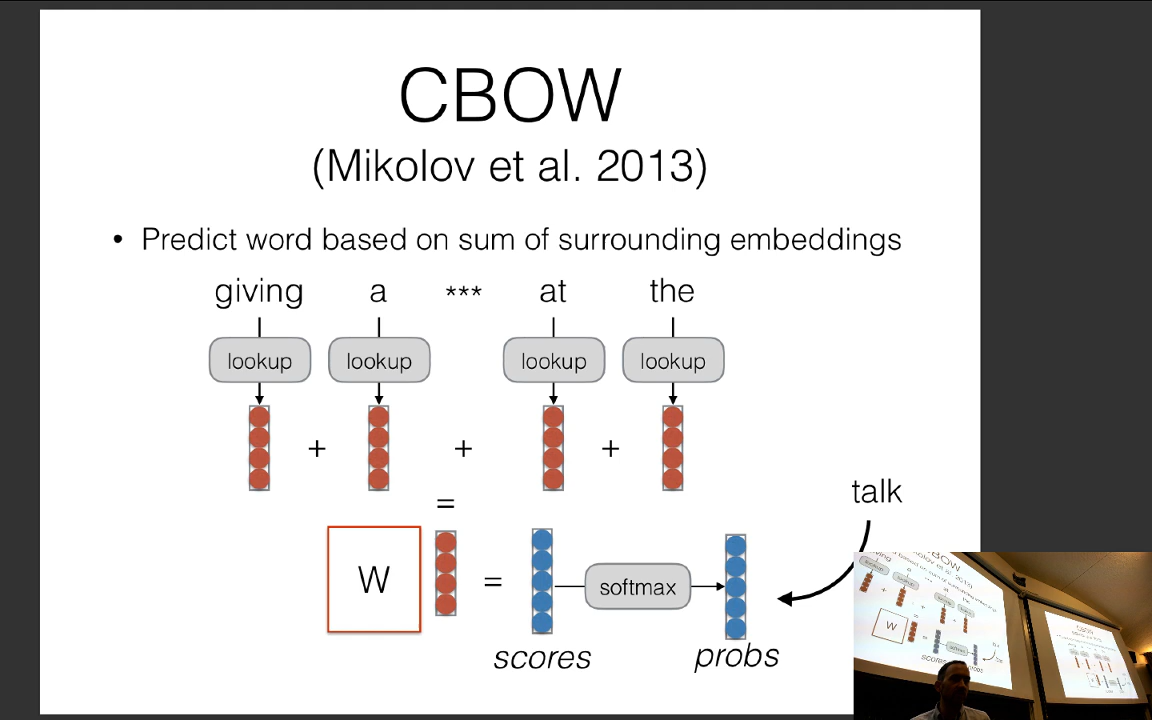 CBOW
(Mikolov et al. 2013)
• Predict word based on sum of surrounding embeddings
giving a *** at the
lookup lookup lookup lookup
+ + +
=
talk
W = softmax
scores probs